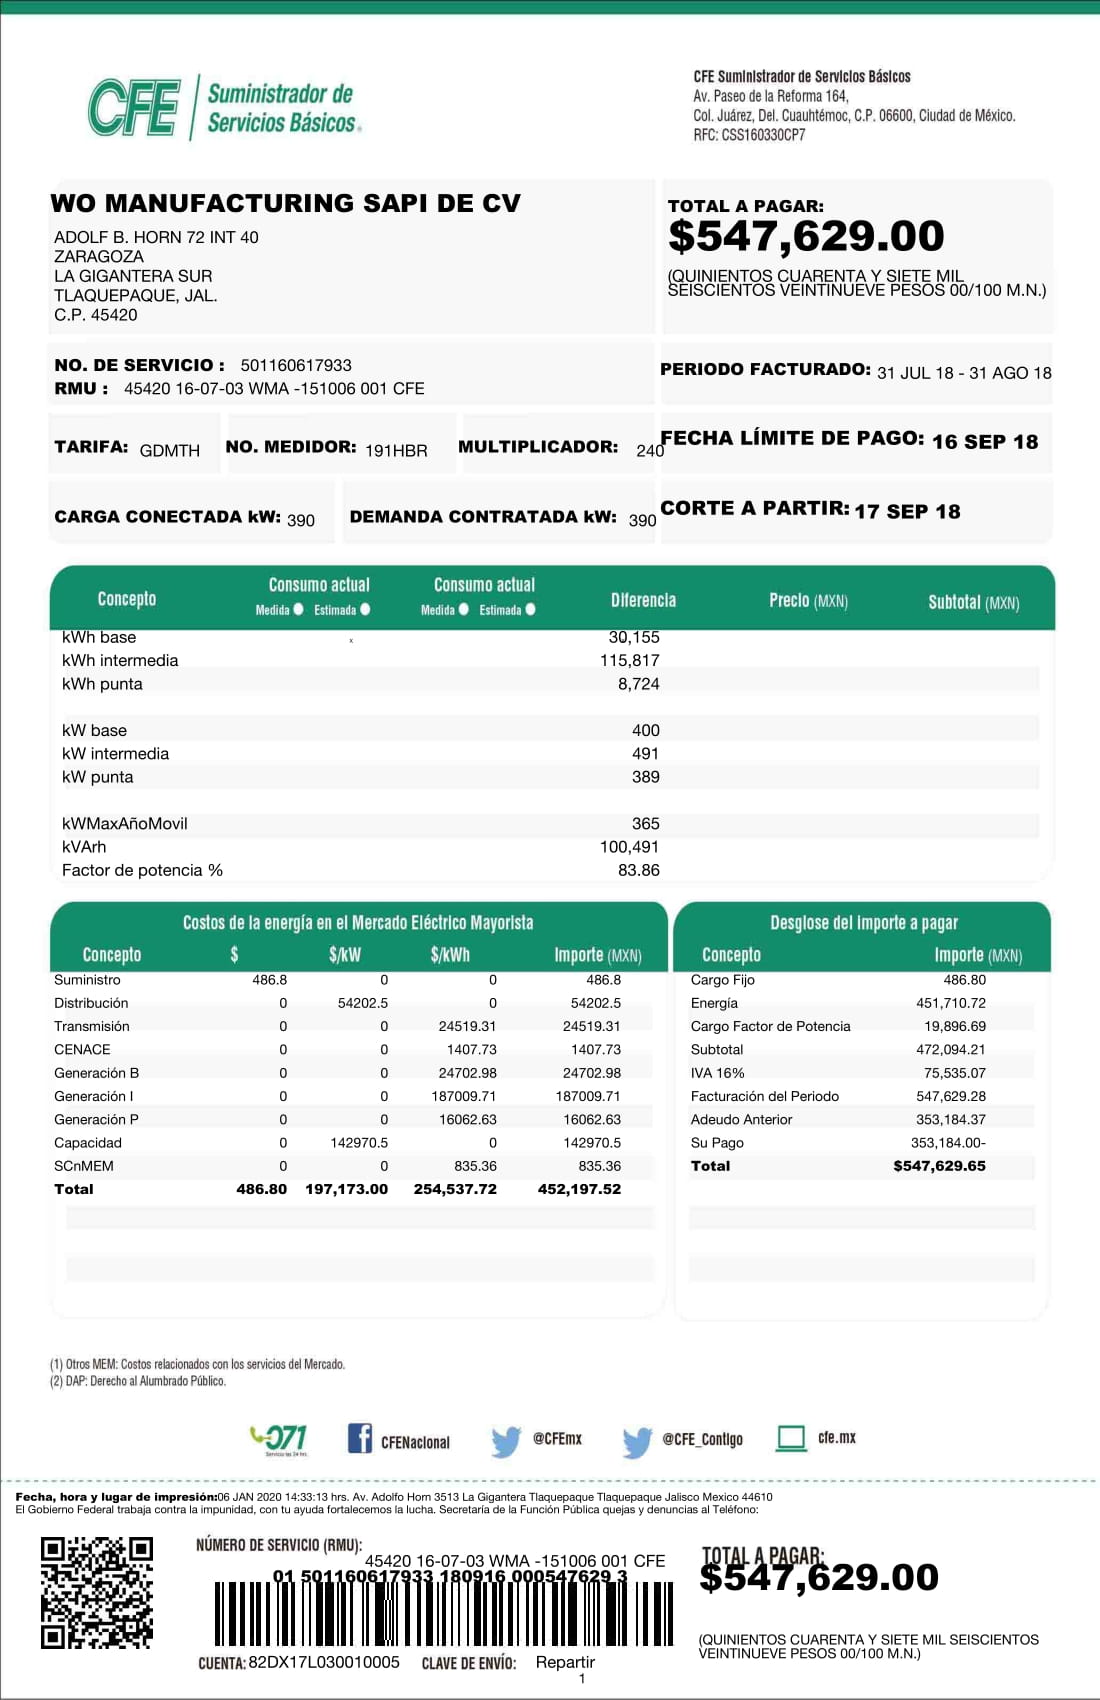 CFE Suministrador de
Servicios Básicos®
CFE Suministrador de Servicios Básicos
Av. Paseo de la Reforma 164,
Col. Juárez, Del. Cuauhtémoc, C.P. 06600, Ciudad de México.
RFC: CSS160330CP7
WO MANUFACTURING SAPI DE CV
ADOLF B. HORN 72 INT 40
ZARAGOZA
LA GIGANTERA SUR
TLAQUEPAQUE, JAL.
C.P. 45420
TOTAL A PAGAR:
$547,629.00
(QUINIENTOS CUARENTA Y SIETE MIL
SEISCIENTOS VEINTINUEVE PESOS 00/100 M.N.)
NO. DE SERVICIO : 501160617933
RMU : 45420 16-07-03 WMA -151006 001 CFE
PERIODO FACTURADO: 31 JUL 18 - 31 AGO 18
TARIFA: GDMTH NO. MEDIDOR: 191HBR MULTIPLICADOR: 240
FECHA LÍMITE DE PAGO: 16 SEP 18
CARGA CONECTADA kW: 390 DEMANDA CONTRATADA kW: 390
CORTE A PARTIR: 17 SEP 18
Concepto Consumo actual Medida Estimada Consumo actual Medida Estimada Diferencia Precio (MXN) Subtotal (MXN)
kWh base x 30,155
kWh intermedia 115,817
kWh punta 8,724
kW base 400
kW intermedia 491
kW punta 389
kWMaxAñoMovil 365
kVArh 100,491
Factor de potencia % 83.86
Costos de la energía en el Mercado Eléctrico Mayorista
Concepto $ $/kW $/kWh Importe (MXN)
Suministro 486.8 0 0 486.8
Distribución 0 54202.5 0 54202.5
Transmisión 0 0 24519.31 24519.31
CENACE 0 0 1407.73 1407.73
Generación B 0 0 24702.98 24702.98
Generación I 0 0 187009.71 187009.71
Generación P 0 0 16062.63 16062.63
Capacidad 0 142970.5 0 142970.5
SCnMEM 0 0 835.36 835.36
Total 486.80 197,173.00 254,537.72 452,197.52
Desglose del importe a pagar
Concepto Importe (MXN)
Cargo Fijo 486.80
Energía 451,710.72
Cargo Factor de Potencia 19,896.69
Subtotal 472,094.21
IVA 16% 75,535.07
Facturación del Periodo 547,629.28
Adeudo Anterior 353,184.37
Su Pago 353,184.00-
Total $547,629.65
(1) Otros MEM: Costos relacionados con los servicios del Mercado.
(2) DAP: Derecho al Alumbrado Público.
071 Servicio las 24 hrs. CFENacional @CFEmx @CFE_Contigo cfe.mx
Fecha, hora y lugar de impresión:06 JAN 2020 14:33:13 hrs. Av. Adolfo Horn 3513 La Gigantera Tlaquepaque Tlaquepaque Jalisco Mexico 44610
El Gobierno Federal trabaja contra la impunidad, con tu ayuda fortalecemos la lucha. Secretaría de la Función Pública quejas y denuncias al Teléfono:
NÚMERO DE SERVICIO (RMU):
45420 16-07-03 WMA -151006 001 CFE
01 501160617933 180916 000547629 3
CUENTA: 82DX17L030010005 CLAVE DE ENVÍO: Repartir
1
TOTAL A PAGAR:
$547,629.00
(QUINIENTOS CUARENTA Y SIETE MIL SEISCIENTOS
VEINTINUEVE PESOS 00/100 M.N.)